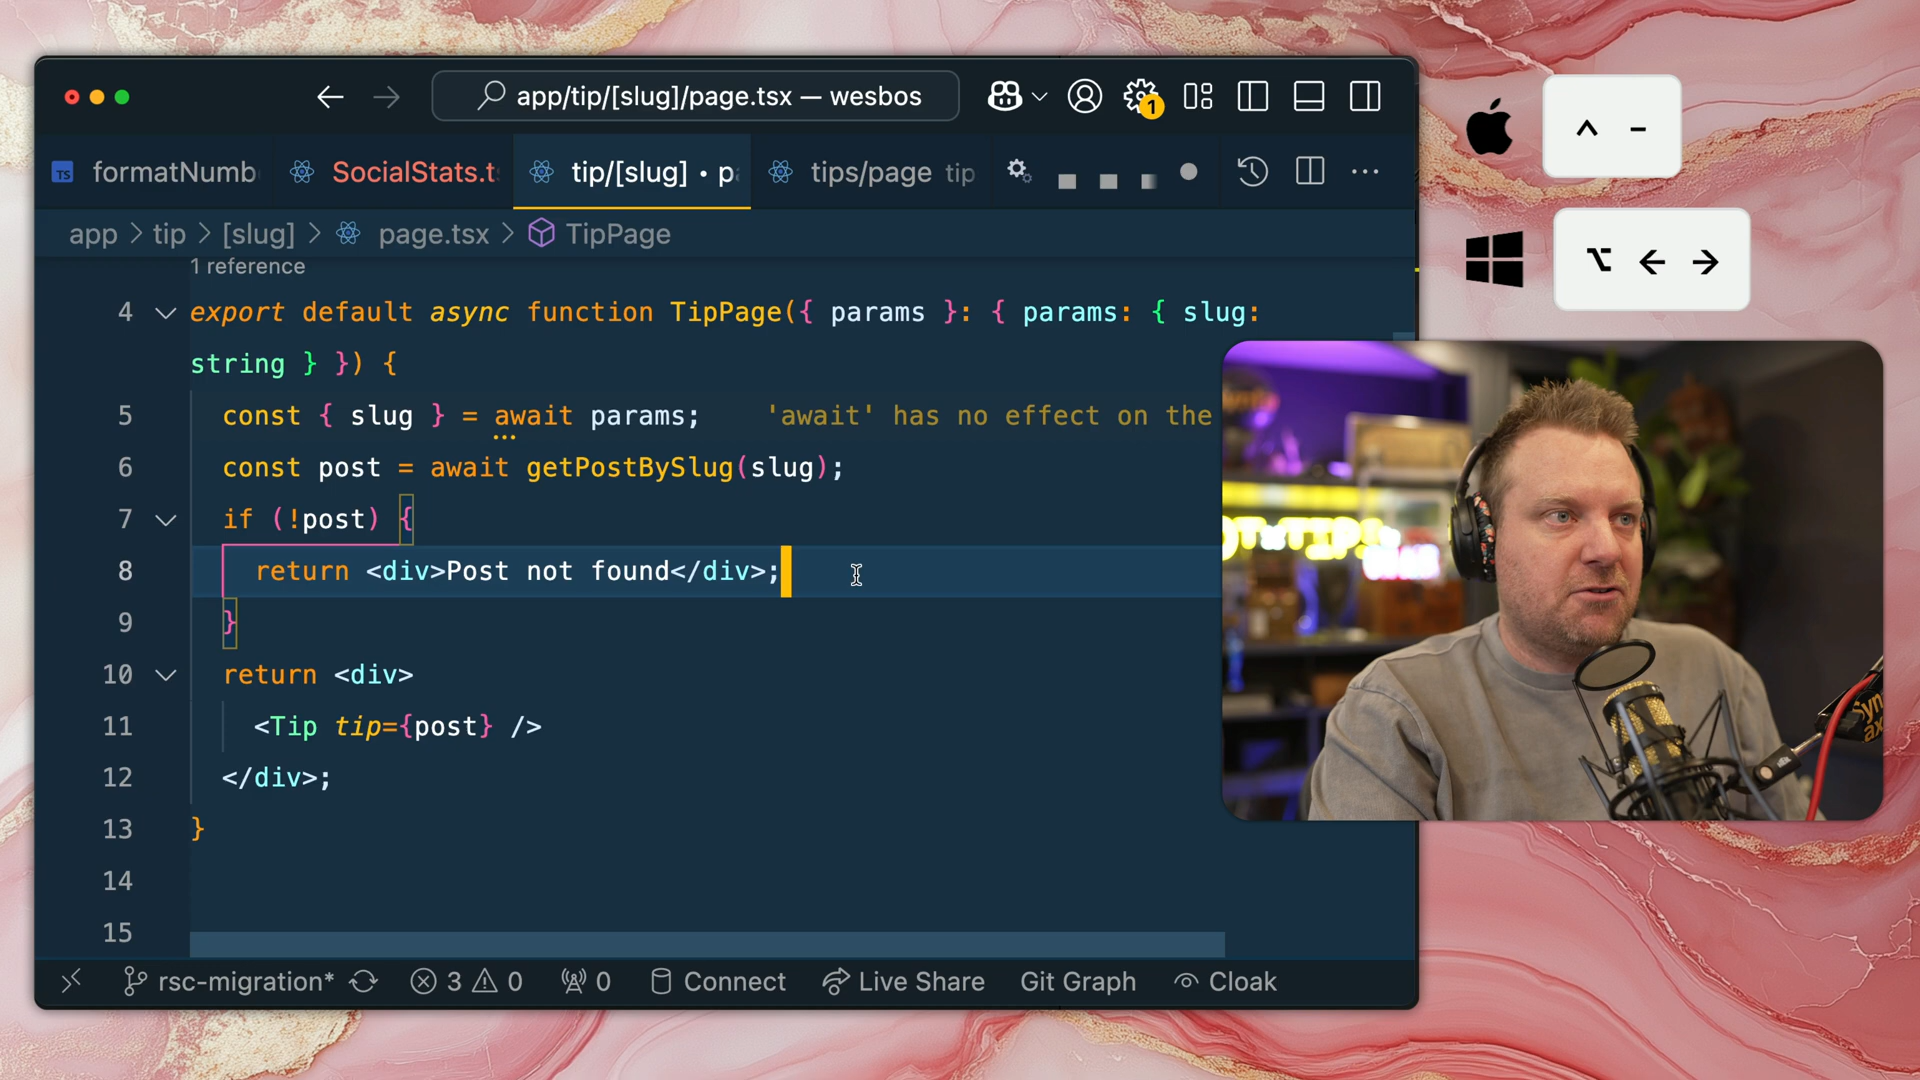 app/tip/[slug]/page.tsx — wesbos
1
TS formatNumb
SocialStats.t
tip/[slug] • p
tips/page tip
app > tip > [slug] > page.tsx > TipPage
1 reference
4 export default async function TipPage({ params }: { params: { slug:
string } }) {
5 const { slug } = await params; 'await' has no effect on the
6 const post = await getPostBySlug(slug);
7 if (!post) {
8 return <div>Post not found</div>;
9 }
10 return <div>
11 <Tip tip={post} />
12 </div>;
13 }
14
15
rsc-migration* 3 0 0 Connect Live Share Git Graph Cloak
^ -
⌥ ← →